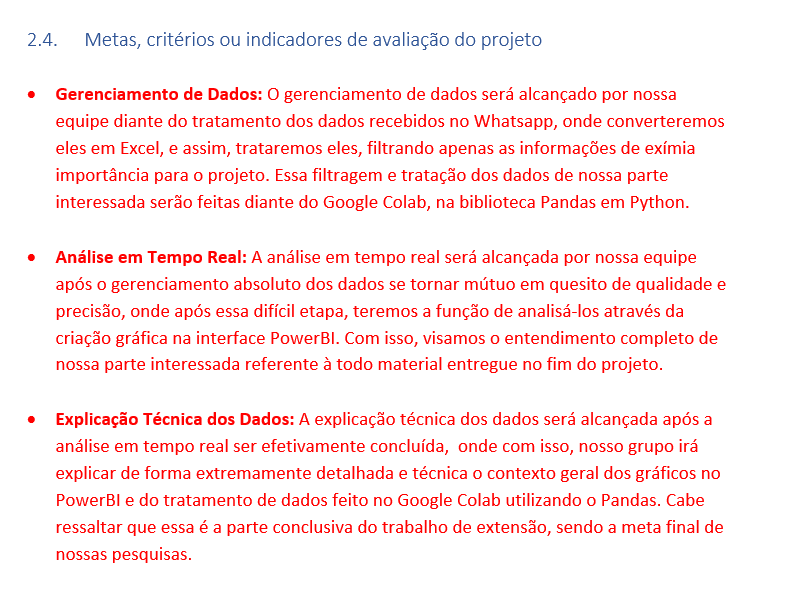 2.4. Metas, critérios ou indicadores de avaliação do projeto
• Gerenciamento de Dados: O gerenciamento de dados será alcançado por nossa
equipe diante do tratamento dos dados recebidos no Whatsapp, onde converteremos
eles em Excel, e assim, trataremos eles, filtrando apenas as informações de exímia
importância para o projeto. Essa filtragem e tratação dos dados de nossa parte
interessada serão feitas diante do Google Colab, na biblioteca Pandas em Python.
• Análise em Tempo Real: A análise em tempo real será alcançada por nossa equipe
após o gerenciamento absoluto dos dados se tornar mútuo em quesito de qualidade e
precisão, onde após essa difícil etapa, teremos a função de analisá-los através da
criação gráfica na interface PowerBI. Com isso, visamos o entendimento completo de
nossa parte interessada referente à todo material entregue no fim do projeto.
• Explicação Técnica dos Dados: A explicação técnica dos dados será alcançada após a
análise em tempo real ser efetivamente concluída,  onde com isso, nosso grupo irá
explicar de forma extremamente detalhada e técnica o contexto geral dos gráficos no
PowerBI e do tratamento de dados feito no Google Colab utilizando o Pandas. Cabe
ressaltar que essa é a parte conclusiva do trabalho de extensão, sendo a meta final de
nossas pesquisas.